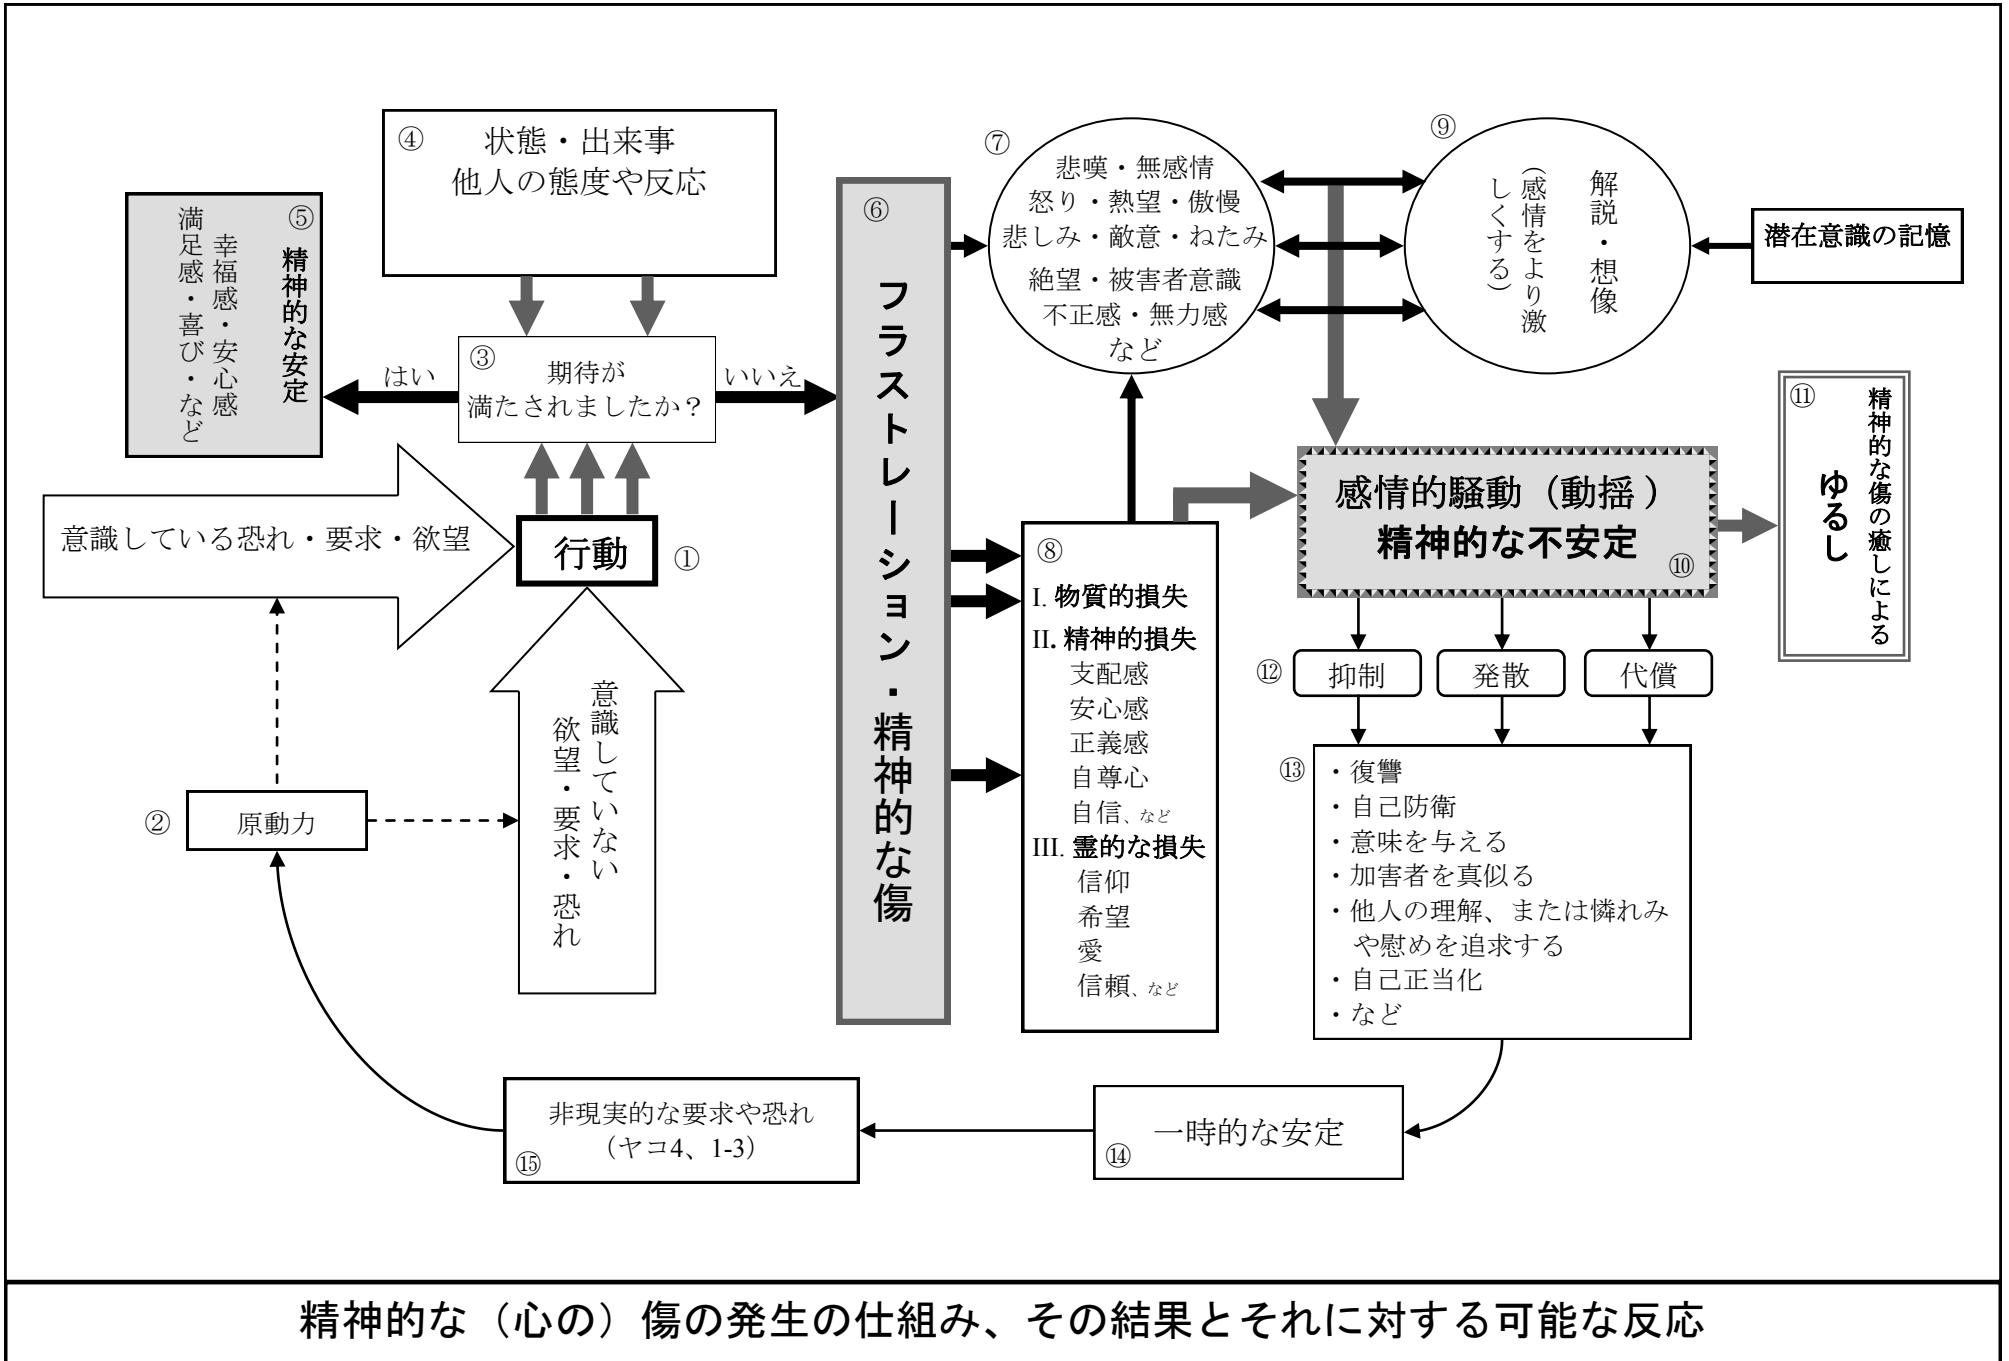 ④
状態・出来事
他人の態度や反応
⑤
精神的な安定
幸福感・安心感
満足感・喜び・など
③
期待が
満たされましたか？
はい
いいえ
意識している恐れ・要求・欲望
行動
①
意識していない
欲望・要求・恐れ
②
原動力
⑥
フラストレーション・精神的な傷
⑦
悲嘆・無感情
怒り・熱望・傲慢
悲しみ・敵意・ねたみ
絶望・被害者意識
不正感・無力感
など
⑨
解説・想像
（感情をより激
しくする）
潜在意識の記憶
⑧
I. 物質的損失
II. 精神的損失
支配感
安心感
正義感
自尊心
自信、など
III. 霊的な損失
信仰
希望
愛
信頼、など
感情的騒動（動揺）
精神的な不安定
⑩
⑪
精神的な傷の癒しによる
ゆるし
⑫
抑制
発散
代償
⑬
・復讐
・自己防衛
・意味を与える
・加害者を真似る
・他人の理解、または憐れみ
や慰めを追求する
・自己正当化
・など
一時的な安定
⑭
非現実的な要求や恐れ
（ヤコ4、1-3）
⑮
精神的な（心の）傷の発生の仕組み、その結果とそれに対する可能な反応